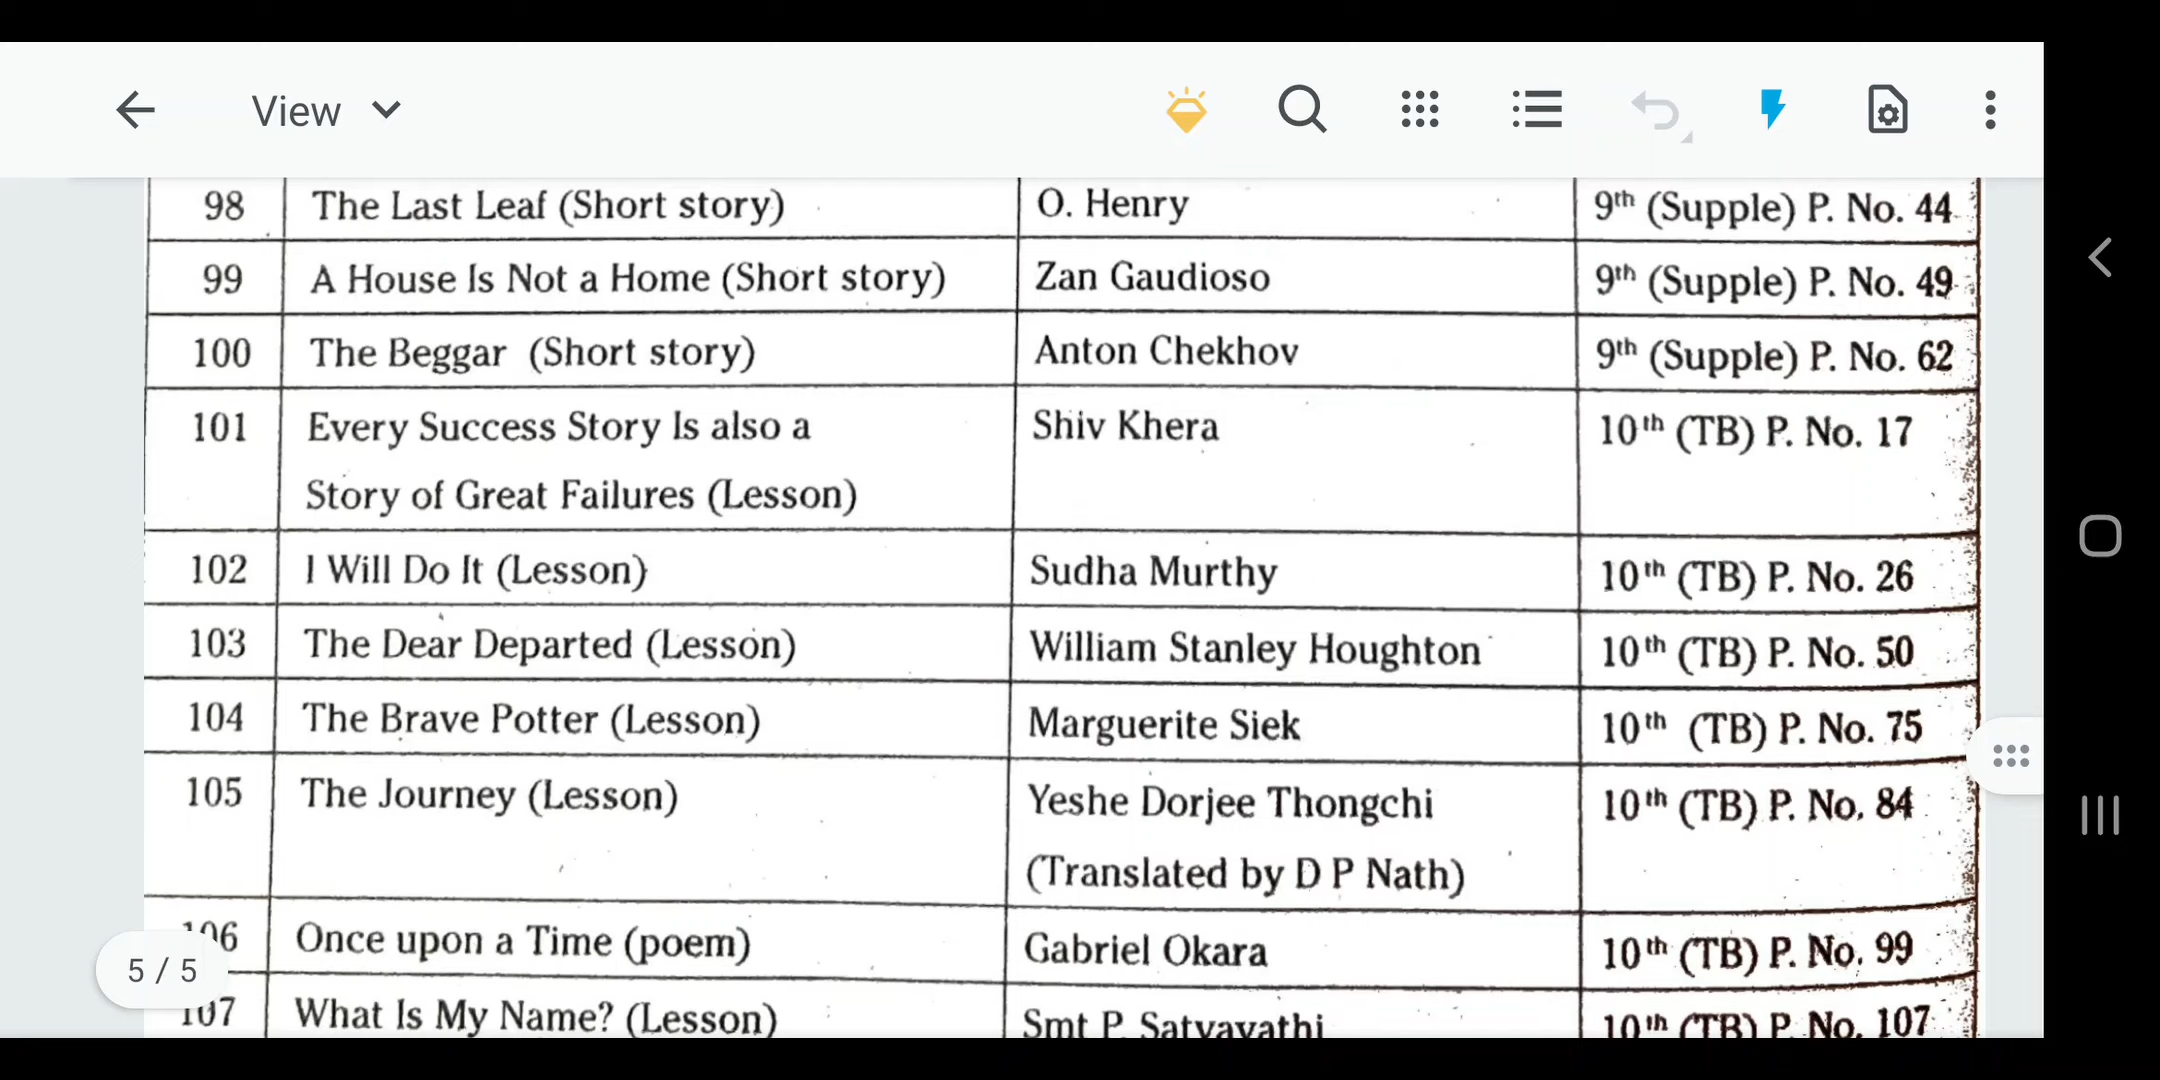 View
98 The Last Leaf (Short story) O. Henry 9th (Supple) P. No. 44
99 A House Is Not a Home (Short story) Zan Gaudioso 9th (Supple) P. No. 49
100 The Beggar (Short story) Anton Chekhov 9th (Supple) P. No. 62
101 Every Success Story Is also a Shiv Khera 10th (TB) P. No. 17
Story of Great Failures (Lesson)
102 I Will Do It (Lesson) Sudha Murthy 10th (TB) P. No. 26
103 The Dear Departed (Lesson) William Stanley Houghton 10th (TB) P. No. 50
104 The Brave Potter (Lesson) Marguerite Siek 10th (TB) P. No. 75
105 The Journey (Lesson) Yeshe Dorjee Thongchi 10th (TB) P. No. 84
(Translated by D P Nath)
106 Once upon a Time (poem) Gabriel Okara 10th (TB) P. No. 99
5 / 5
107 What Is My Name? (Lesson) Smt P. Satyavathi 10th (TB) P. No. 107